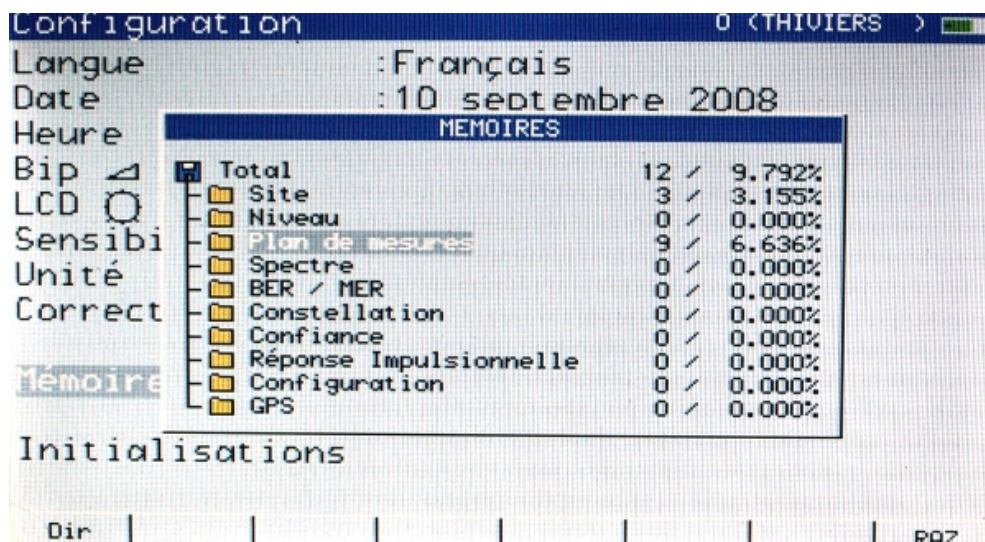 Configuration 0 (THIVIERS )
Langue :Français
Date :10 septembre 2008
Heure
MEMOIRES
Bip
Total 12 / 9.792%
LCD
Site 3 / 3.155%
Niveau 0 / 0.000%
Sensibi
Plan de mesures 9 / 6.636%
Spectre 0 / 0.000%
Unité
BER / MER 0 / 0.000%
Correct
Constellation 0 / 0.000%
Confiance 0 / 0.000%
Réponse Impulsionnelle 0 / 0.000%
Mémoire
Configuration 0 / 0.000%
GPS 0 / 0.000%
Initialisations
Dir RAZ